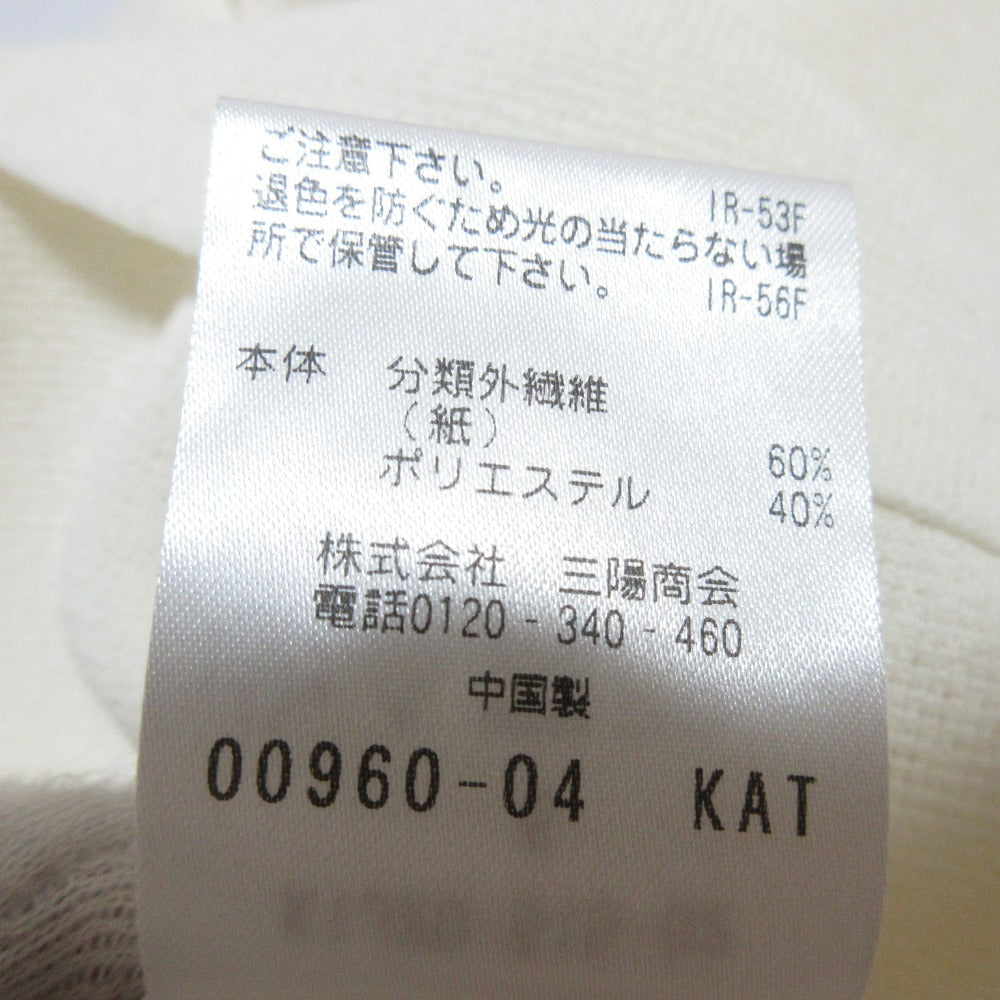 ご注意下さい。
IR-53F
退色を防ぐため光の当たらない場
所で保管して下さい。
IR-56F
本体 分類外繊維
(紙) 60%
ポリエステル 40%
株式会社 三陽商会
電話0120-340-460
中国製
00960-04 KAT